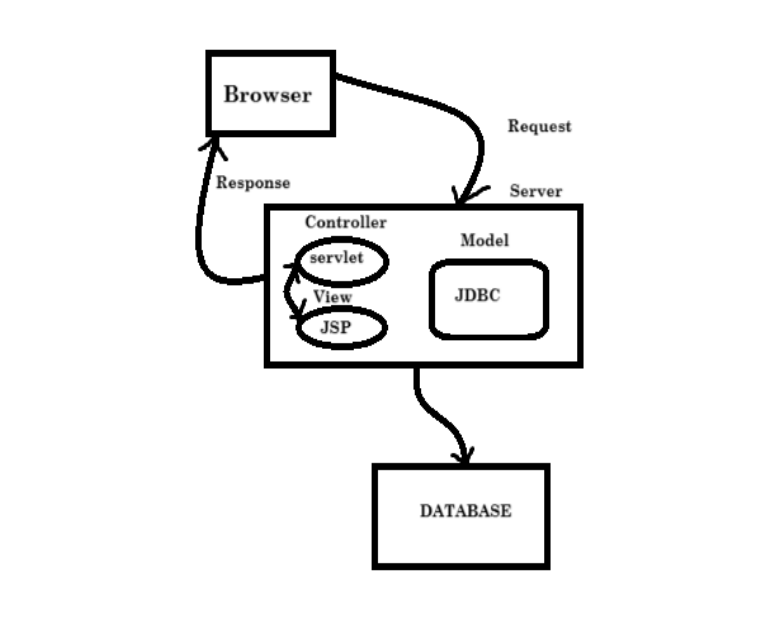 Browser
Request
Response
Server
Controller
Model
servlet
View
JDBC
JSP
DATABASE